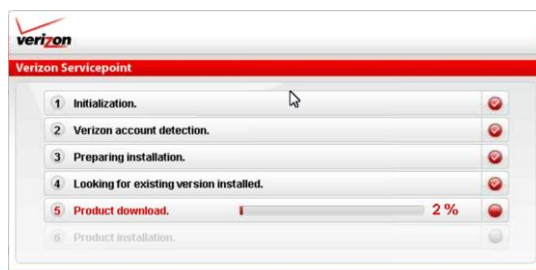 verizon
Verizon Servicepoint
1 Initialization.
2 Verizon account detection.
3 Preparing installation.
4 Looking for existing version installed.
5 Product download. 2 %
6 Product installation.